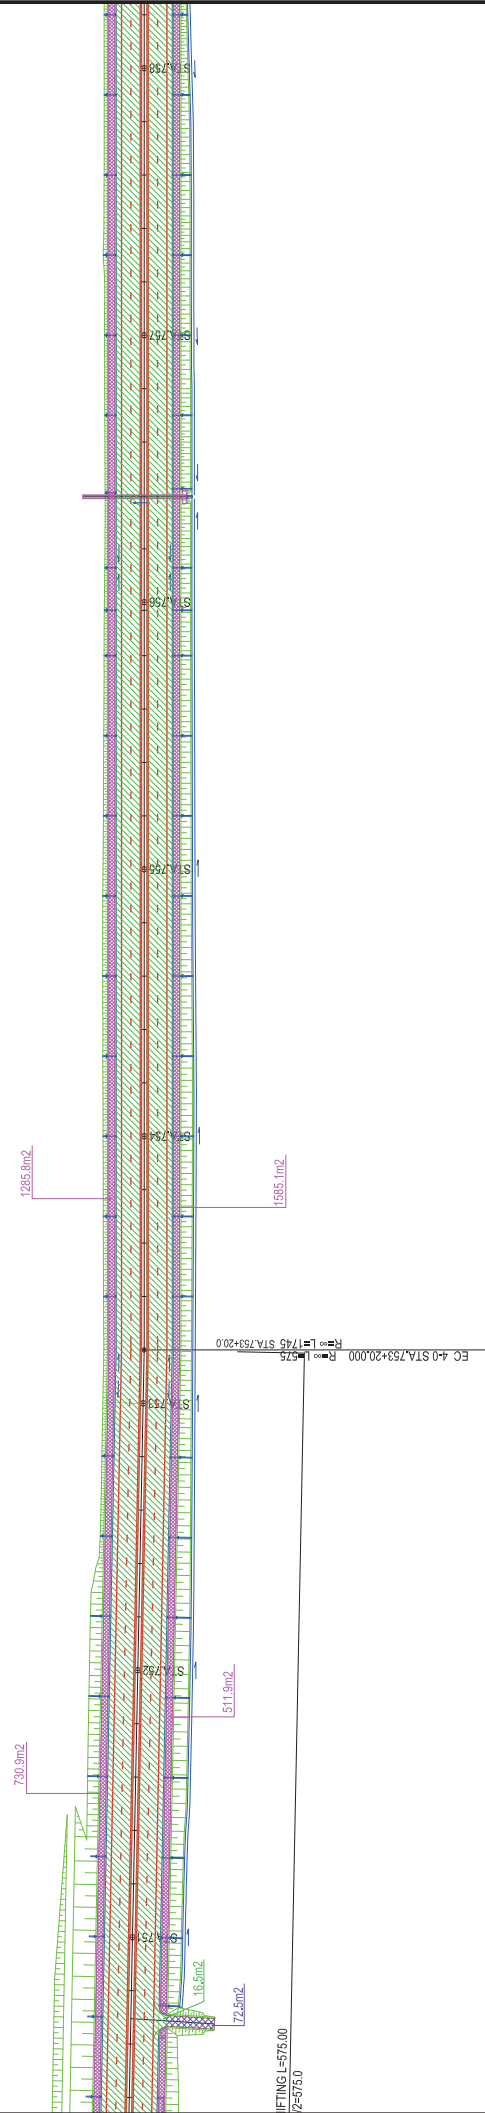 STA.758
STA.757
STA.756
STA.755
STA.754
1285.8m2
1585.1m2
R=∞ L=1745 STA.753+20.0
EC 4-0 STA.753+20.000 R=∞ L=575
STA.753
STA.752
511.9m2
730.9m2
STA.751
16.5m2
72.5m2
IFTING L=575.00
/2=575.0